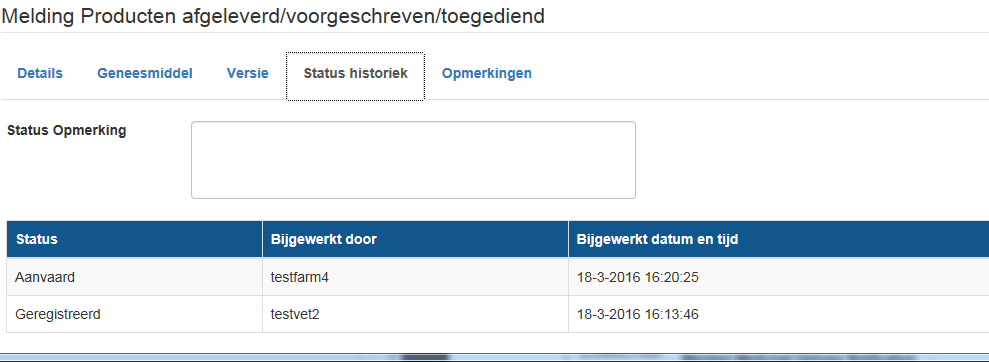 Melding Producten afgeleverd/voorgeschreven/toegediend
Details Geneesmiddel Versie Status historiek Opmerkingen
Status Opmerking
Status Bijgewerkt door Bijgewerkt datum en tijd
Aanvaard testfarm4 18-3-2016 16:20:25
Geregistreerd testvet2 18-3-2016 16:13:46